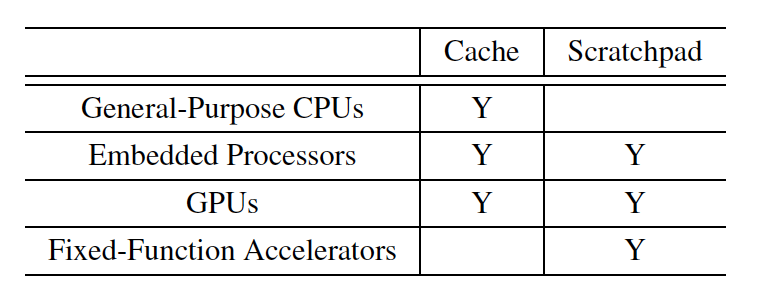 Cache Scratchpad
General-Purpose CPUs Y
Embedded Processors Y Y
GPUs Y Y
Fixed-Function Accelerators Y